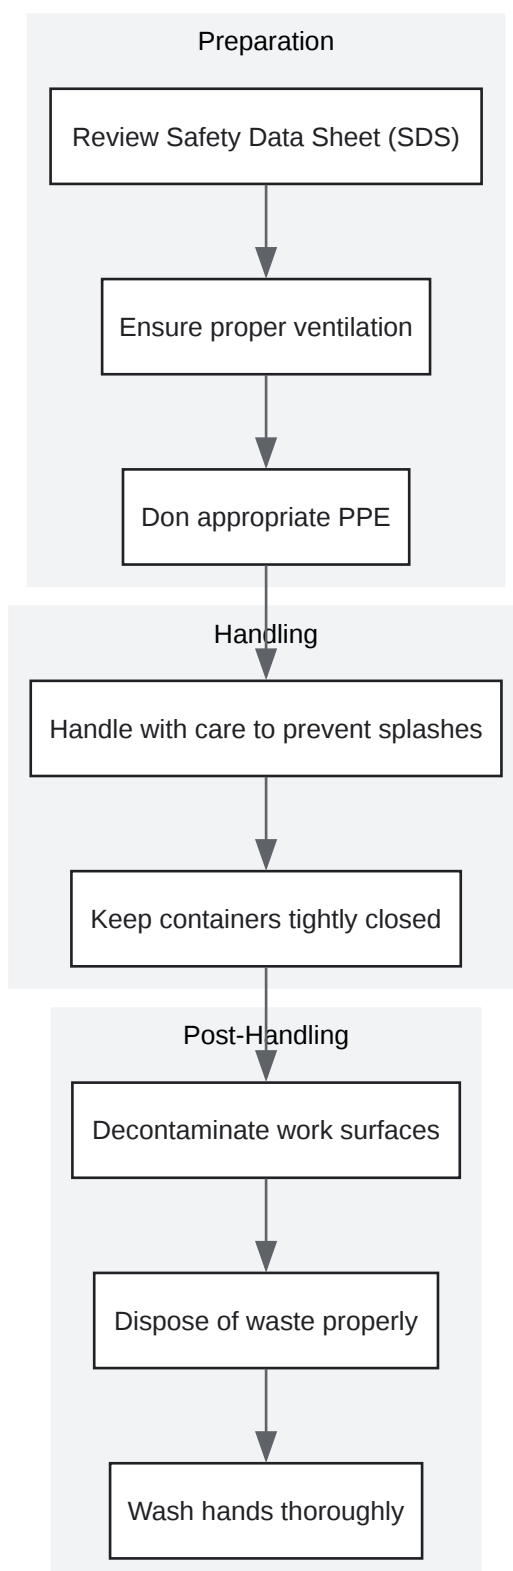 Preparation
Review Safety Data Sheet (SDS)
Ensure proper ventilation
Don appropriate PPE
Handling
Handle with care to prevent splashes
Keep containers tightly closed
Post-Handling
Decontaminate work surfaces
Dispose of waste properly
Wash hands thoroughly